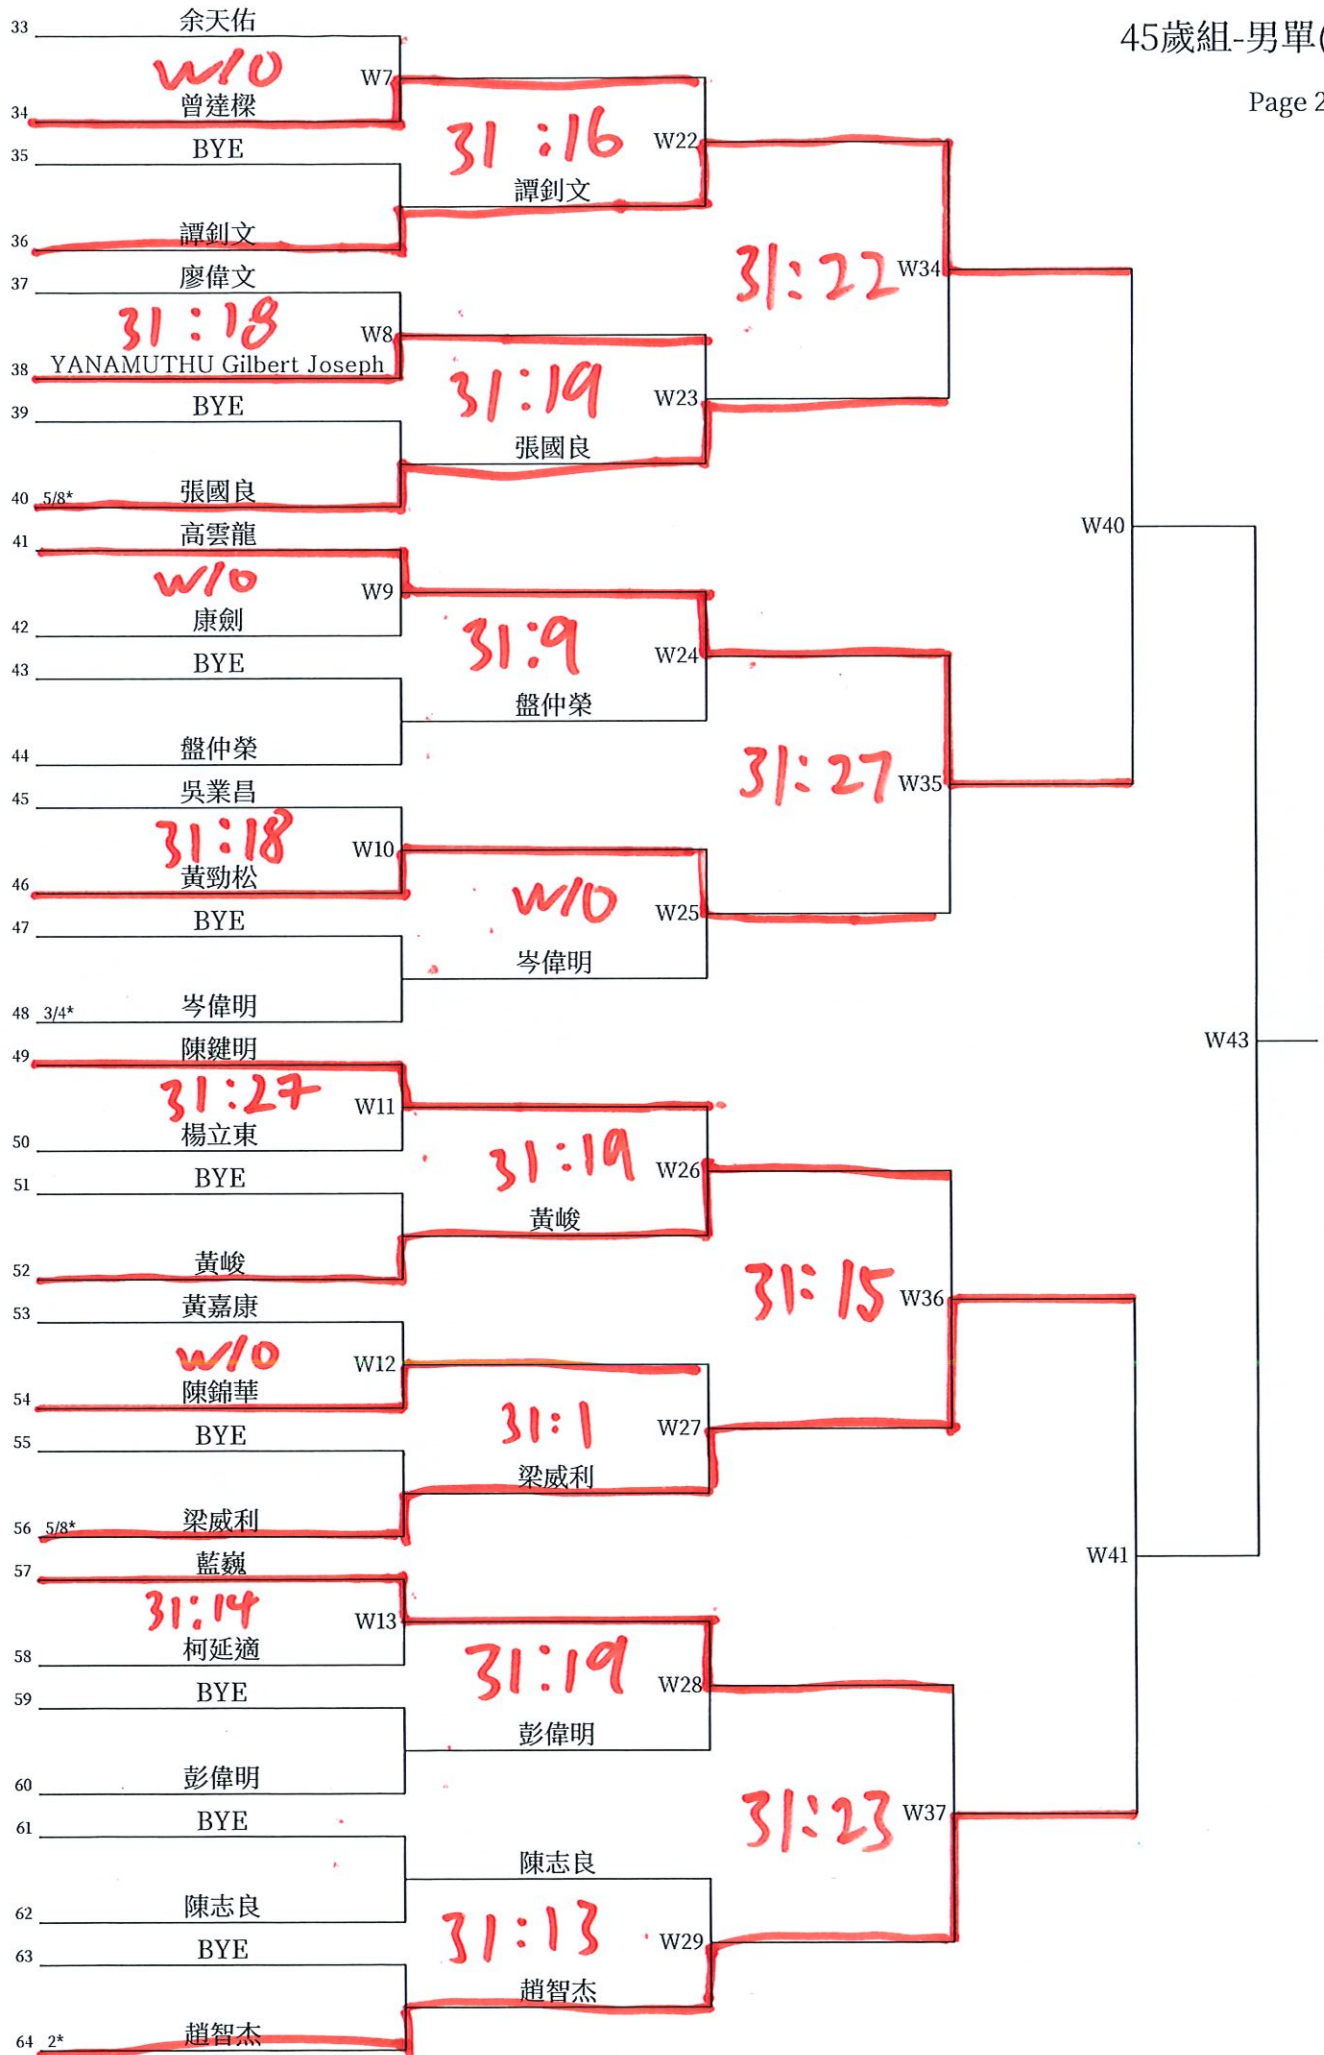 45歲組-男單(
Page 2
33 余天佑
W/O W7
34 曾達樑
35 BYE
31:16 W22
譚釗文
36 譚釗文
37 廖偉文
31:22 W34
31:18 W8
38 YANAMUTHU Gilbert Joseph
39 BYE
31:19 W23
張國良
40 5/8* 張國良
41 高雲龍
W40
W/O W9
42 康劍
43 BYE
31:9 W24
盤仲榮
44 盤仲榮
45 吳業昌
31:27 W35
31:18 W10
46 黃勁松
47 BYE
W/O W25
岑偉明
48 3/4* 岑偉明
49 陳鍵明
W43
31:27 W11
50 楊立東
51 BYE
31:19 W26
黃峻
52 黃峻
53 黃嘉康
31:15 W36
W/O W12
54 陳錦華
55 BYE
31:1 W27
梁威利
56 5/8* 梁威利
57 藍巍
W41
31:14 W13
58 柯延適
59 BYE
31:19 W28
彭偉明
60 彭偉明
61 BYE
31:23 W37
陳志良
62 陳志良
63 BYE
31:13 W29
趙智杰
64 2* 趙智杰